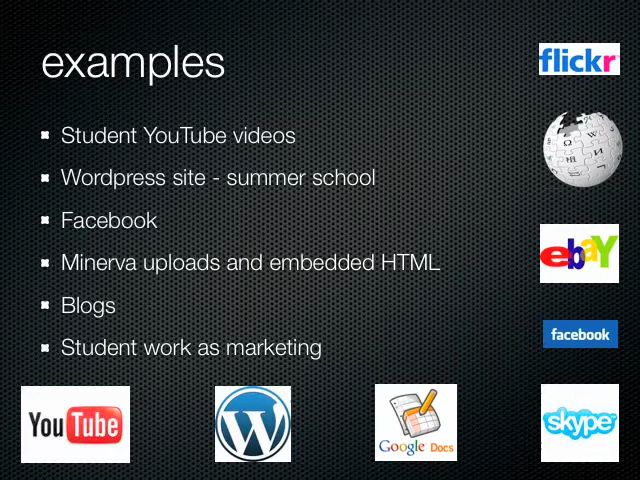 examples
flickr
Student YouTube videos
Wordpress site - summer school
Facebook
Minerva uploads and embedded HTML
ebaY
Blogs
facebook
Student work as marketing
YouTube
W
Google Docs
skype